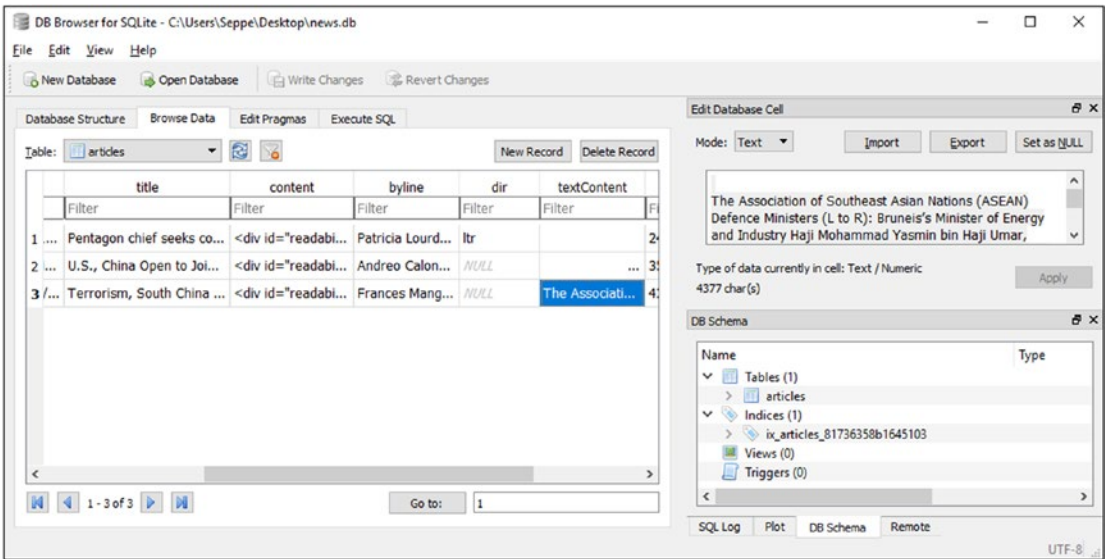 DB Browser for SQLite - C:\Users\Seppe\Desktop\news.db
File Edit View Help
New Database Open Database Write Changes Revert Changes
Database Structure Browse Data Edit Pragmas Execute SQL
Table: articles New Record Delete Record
title content byline dir textContent
Filter Filter Filter Filter Filter Fi
1 ... Pentagon chief seeks co... <div id="readabi... Patricia Lourd... ltr 24
2 ... U.S., China Open to Joi... <div id="readabi... Andreo Calon... NULL ... 35
3 /... Terrorism, South China ... <div id="readabi... Frances Mang... NULL The Associati... 43
1 - 3 of 3 Go to: 1
Edit Database Cell
Mode: Text Import Export Set as NULL
The Association of Southeast Asian Nations (ASEAN)
Defence Ministers (L to R): Bruneis's Minister of Energy
and Industry Haji Mohammad Yasmin bin Haji Umar,
Type of data currently in cell: Text / Numeric
4377 char(s) Apply
DB Schema
Name Type
Tables (1)
articles
Indices (1)
ix_articles_81736358b1645103
Views (0)
Triggers (0)
SQL Log Plot DB Schema Remote
UTF-8